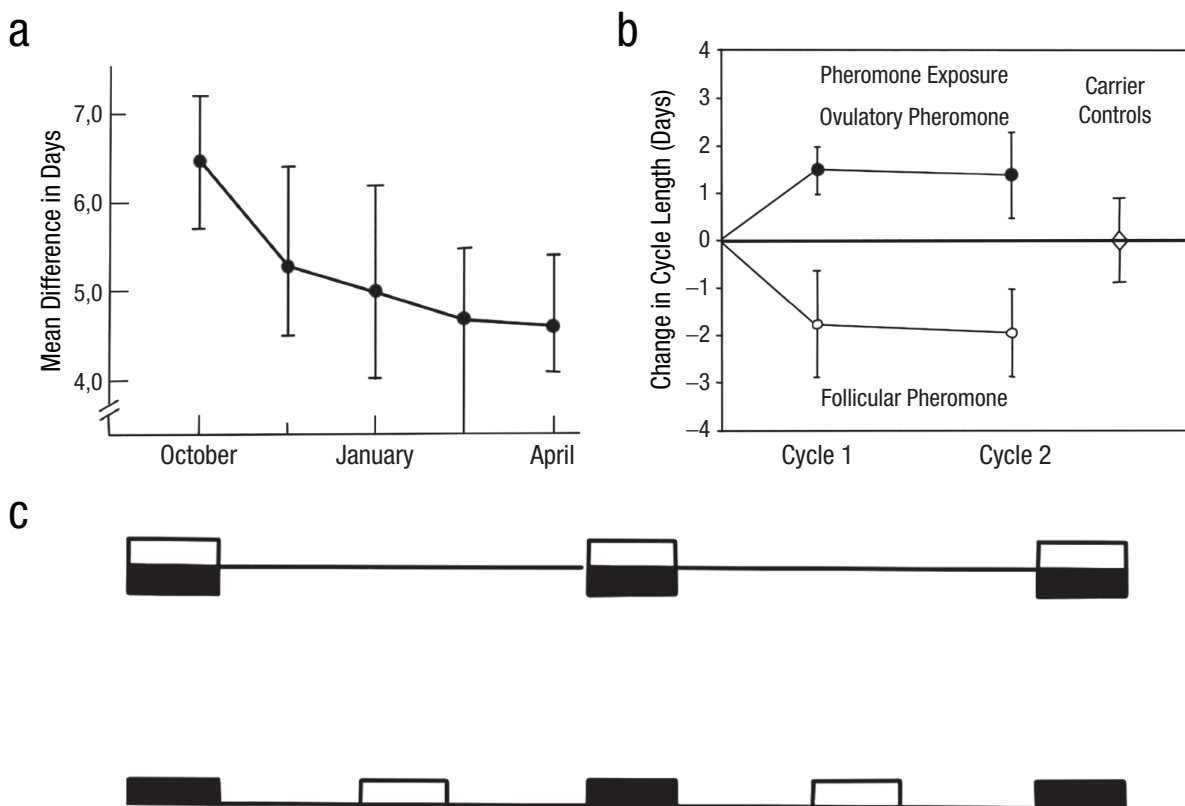 a
Mean Difference in Days
7,0
6,0
5,0
4,0
October
January
April
b
Change in Cycle Length (Days)
4
3
2
1
0
–1
–2
–3
–4
Pheromone Exposure
Ovulatory Pheromone
Carrier
Controls
Follicular Pheromone
Cycle 1
Cycle 2
c